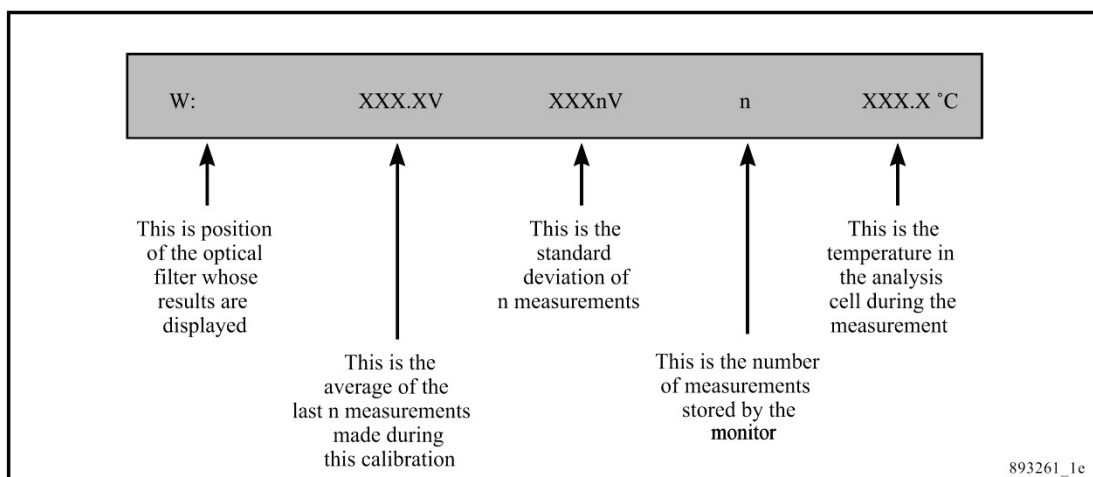 W: XXX.XV XXXnV n XXX.X °C
This is position
of the optical
filter whose
results are
displayed
This is the
average of the
last n measurements
made during
this calibration
This is the
standard
deviation of
n measurements
This is the number
of measurements
stored by the
monitor
This is the
temperature in
the analysis
cell during the
measurement
893261_1e